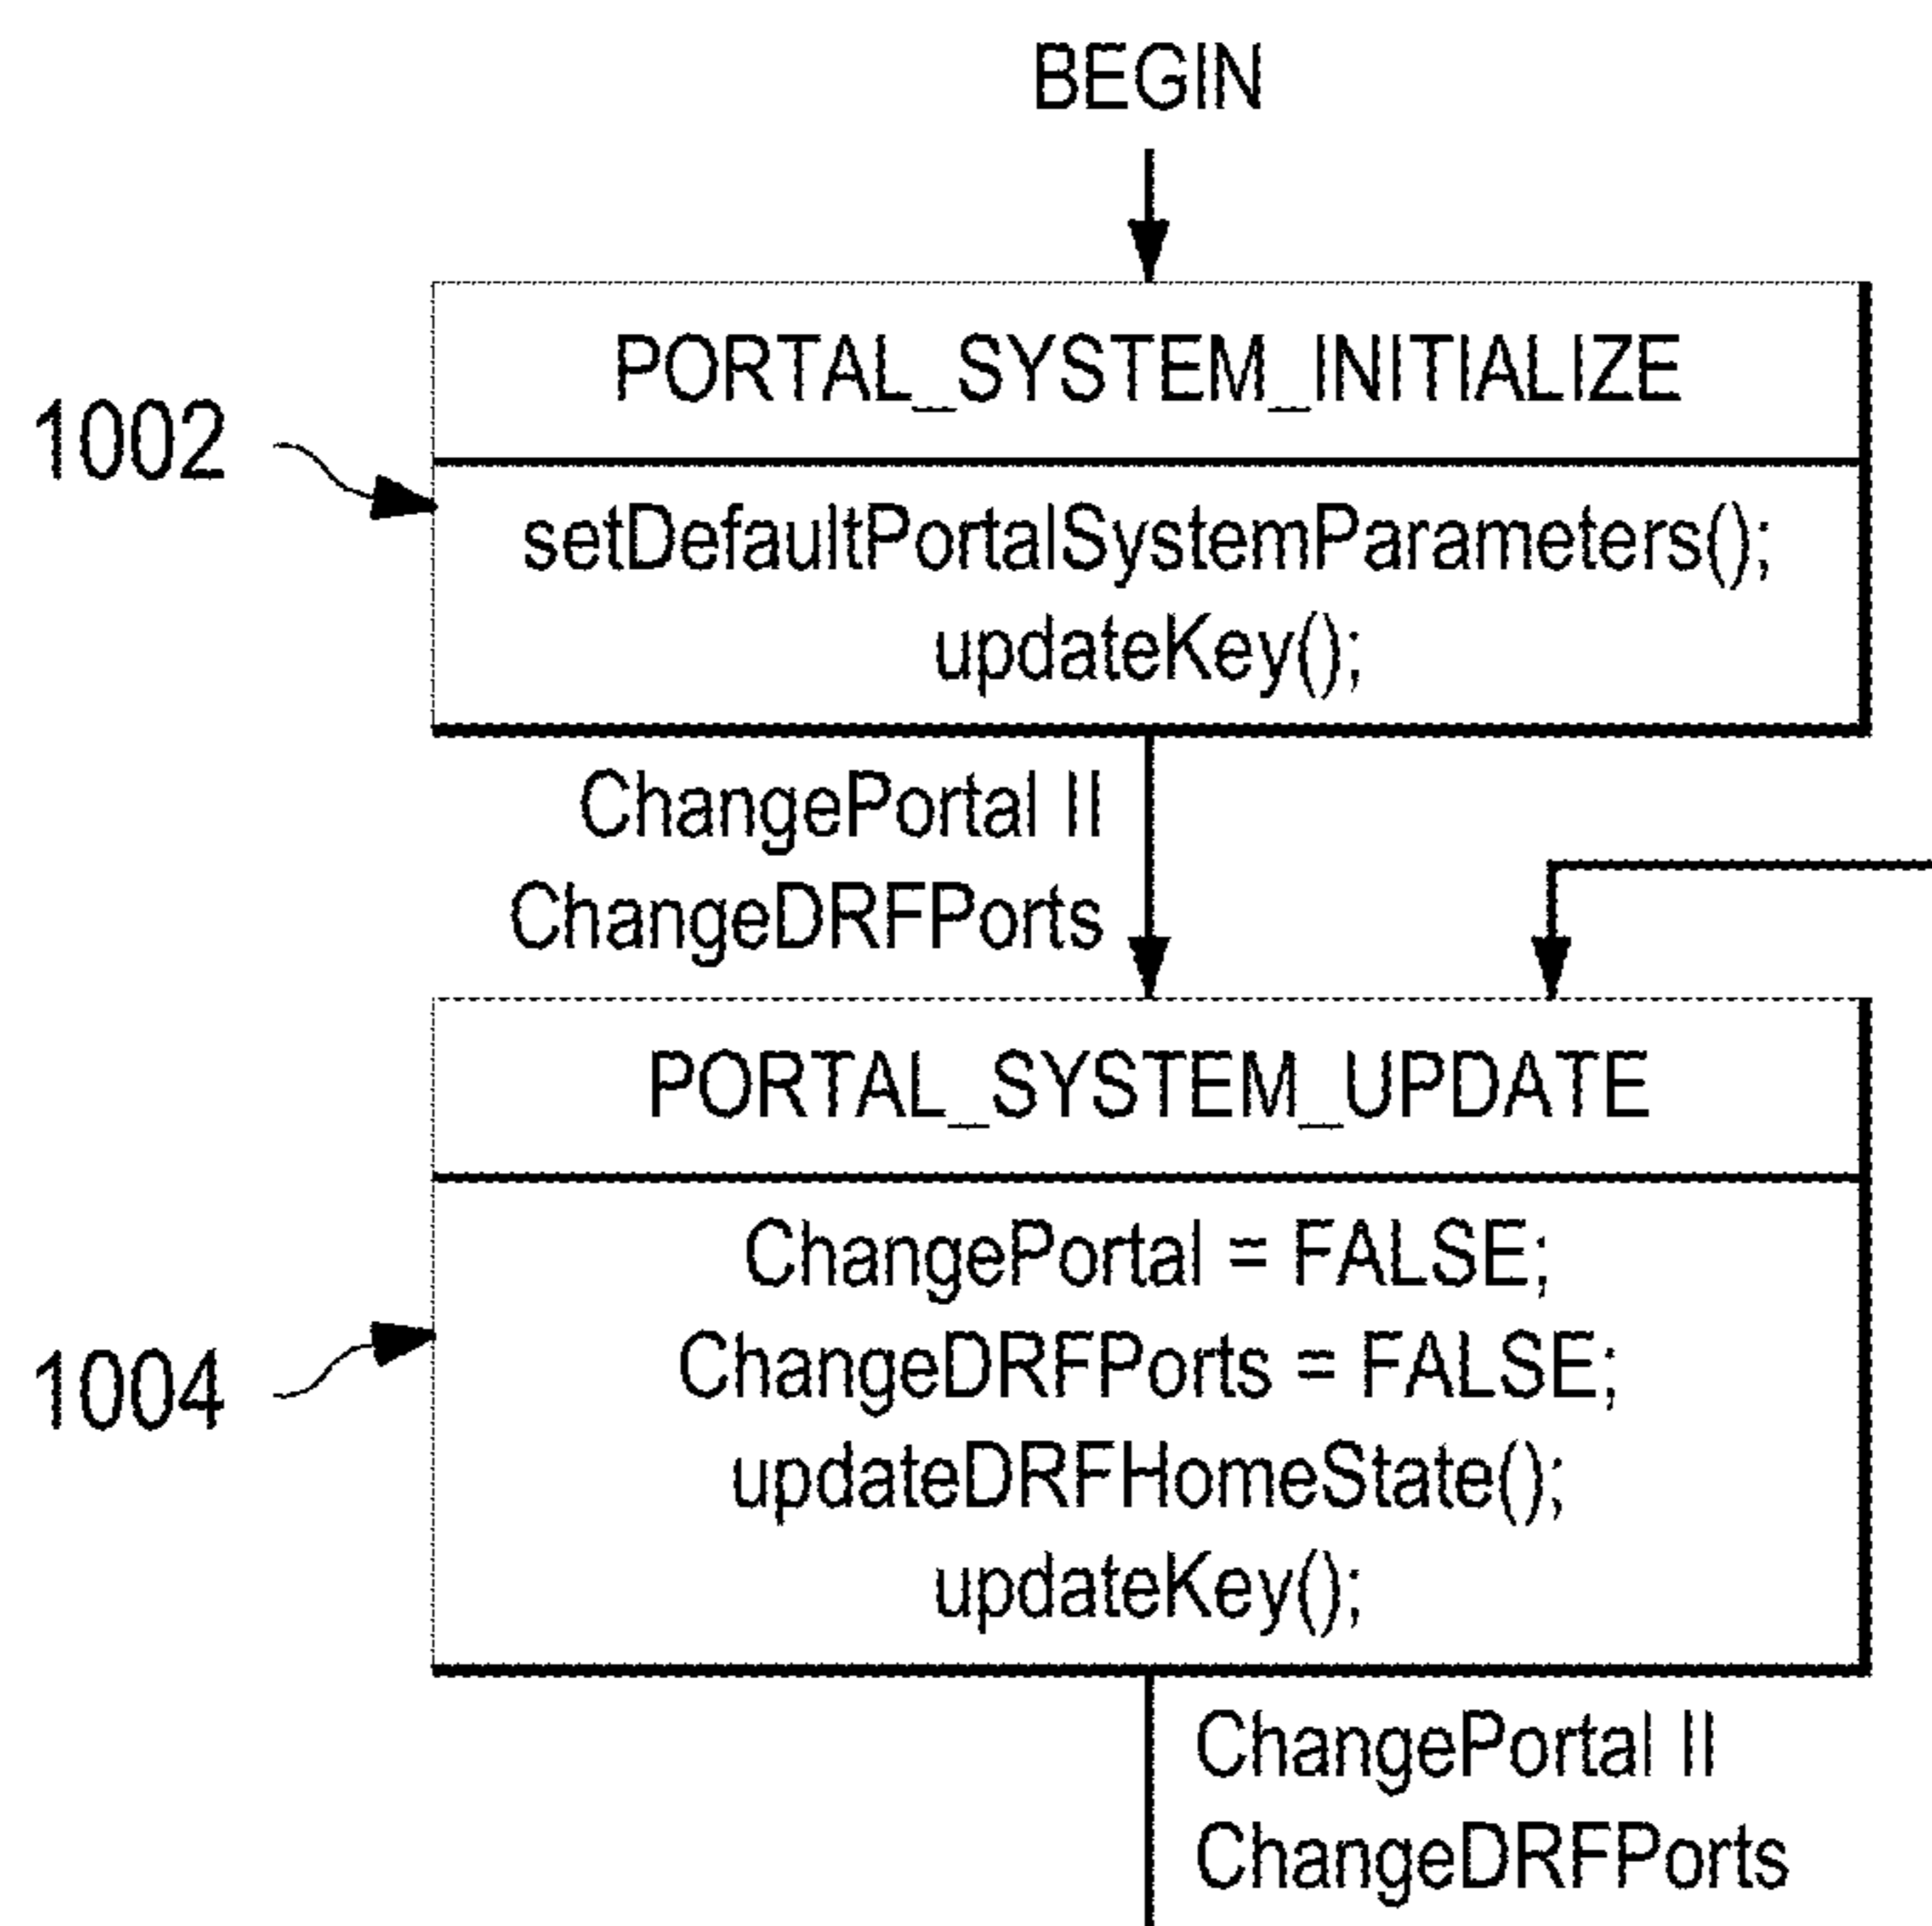 BEGIN
PORTAL_SYSTEM_INITIALIZE
1002
setDefaultPortalSystemParameters();
updateKey();
ChangePortal ||
ChangeDRFPorts
PORTAL_SYSTEM_UPDATE
ChangePortal = FALSE;
ChangeDRFPorts = FALSE;
1004
updateDRFHomeState();
updateKey();
ChangePortal ||
ChangeDRFPorts